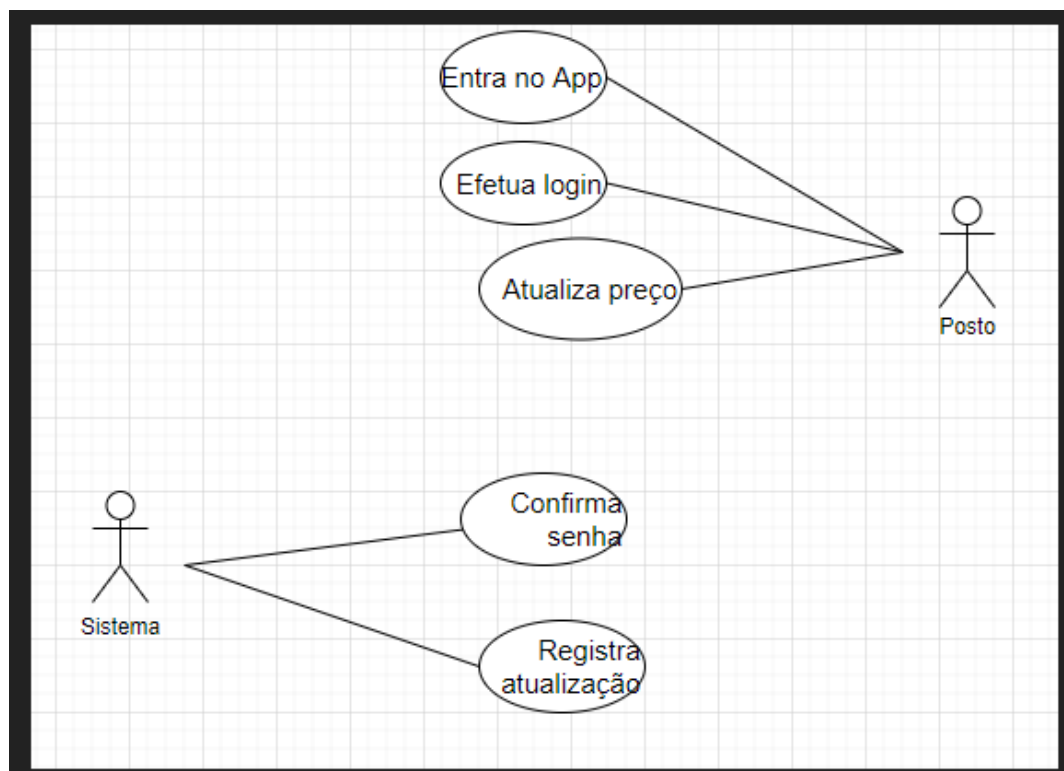 Entra no App
Efetua login
Atualiza preço
Posto
Confirma
senha
Sistema
Registra
atualização